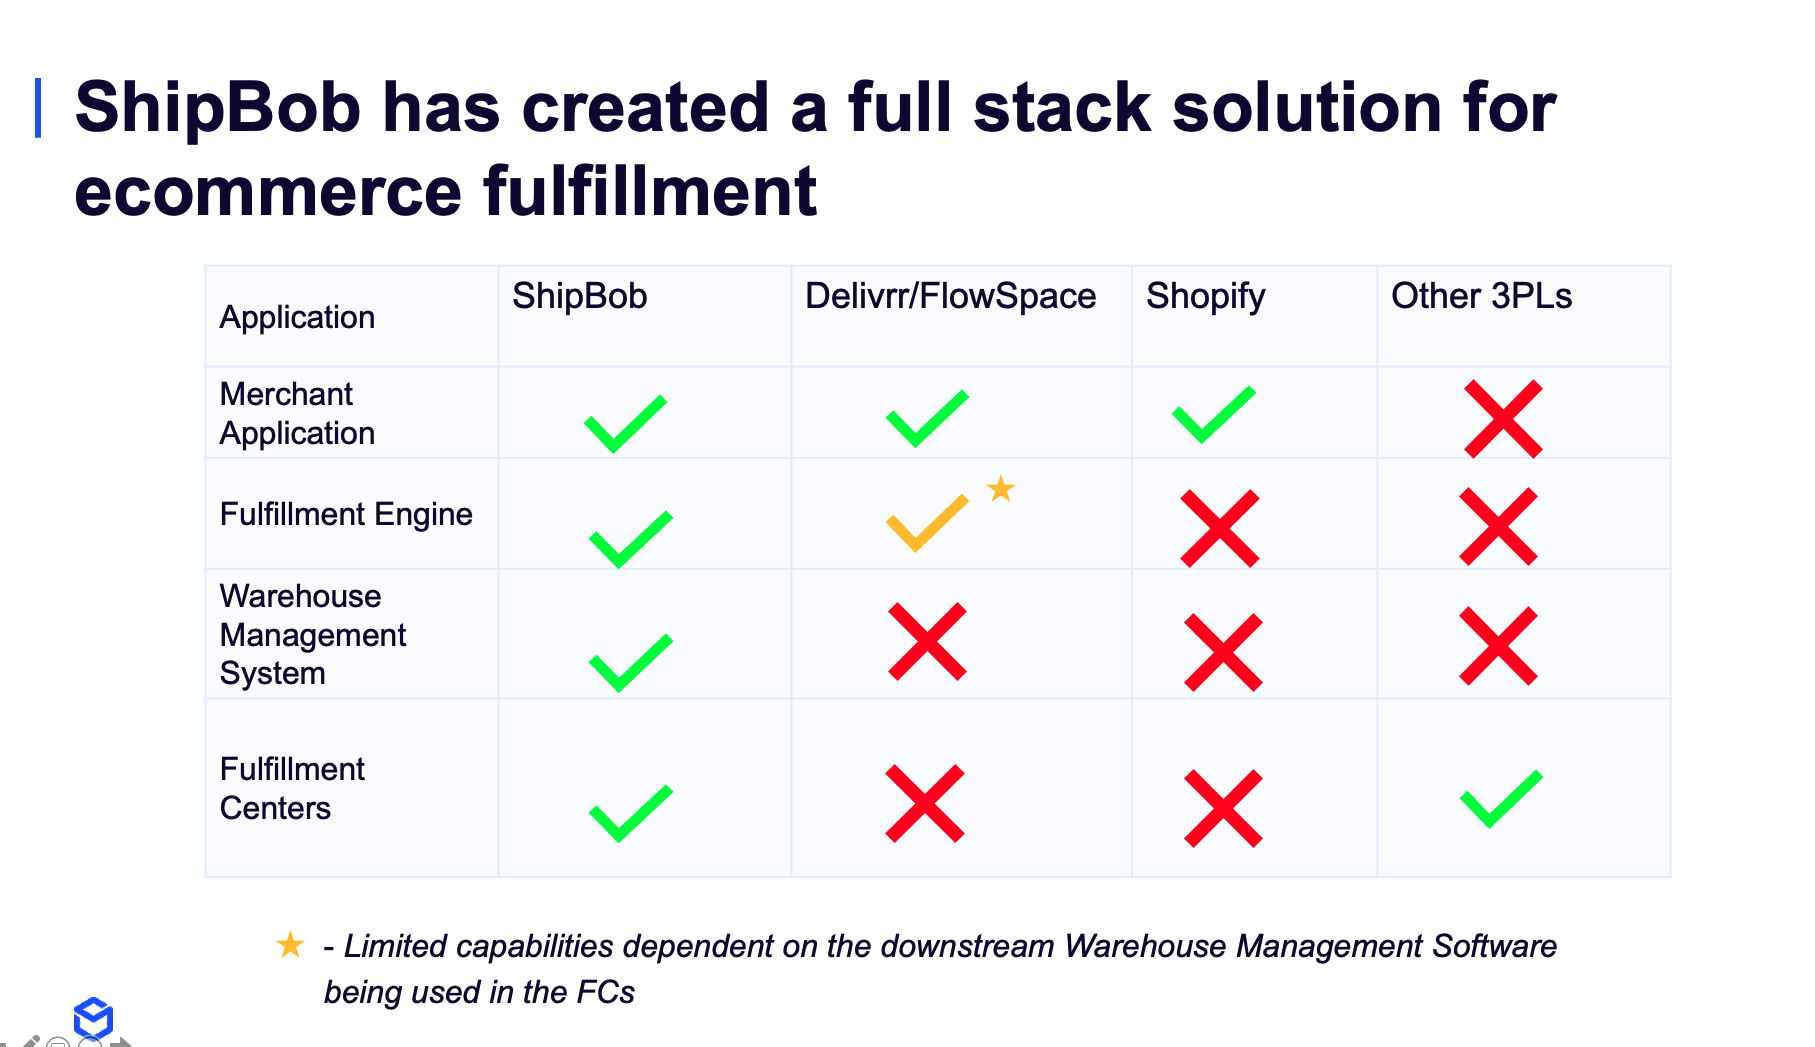 ShipBob has created a full stack solution for
ecommerce fulfillment
Application
ShipBob
Delivrr/FlowSpace
Shopify
Other 3PLs
Merchant
Application
Fulfillment Engine
Warehouse
Management
System
Fulfillment
Centers
- Limited capabilities dependent on the downstream Warehouse Management Software
being used in the FCs